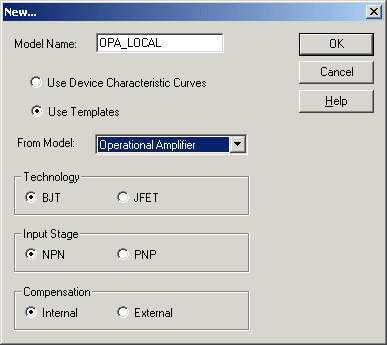 New...
Model Name: OPA_LOCAL
OK
Cancel
Help
Use Device Characteristic Curves
Use Templates
From Model: Operational Amplifier
Technology
BJT JFET
Input Stage
NPN PNP
Compensation
Internal External